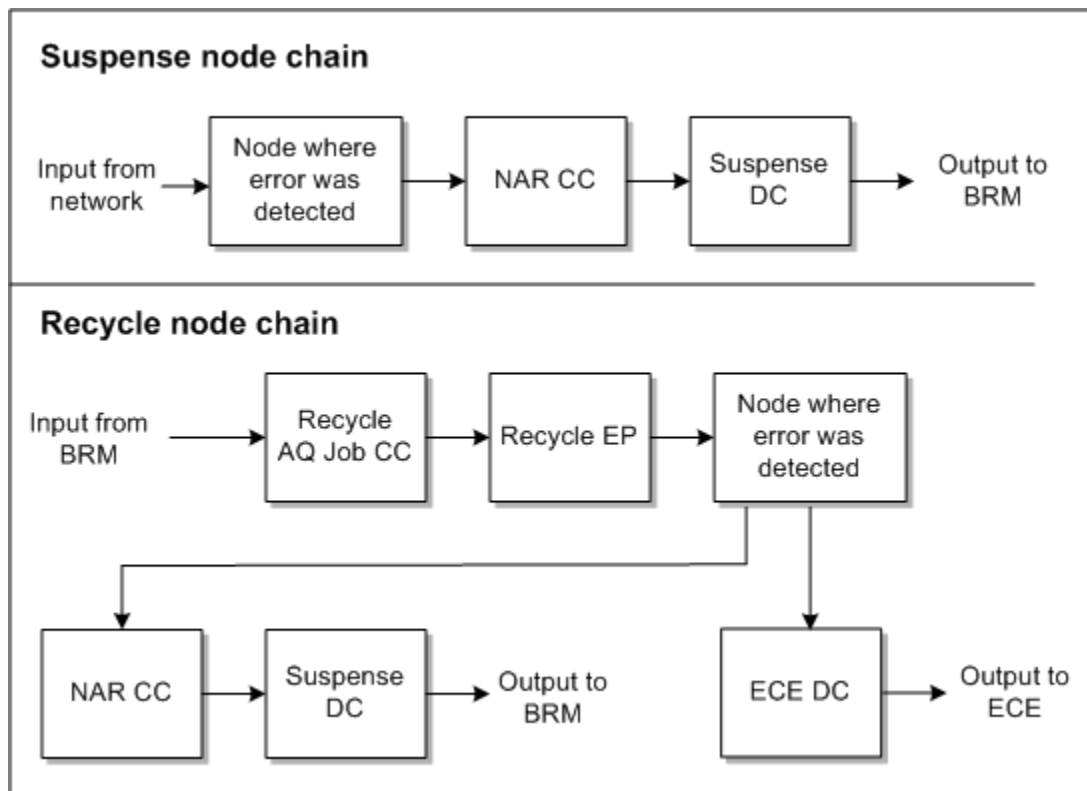 Suspense node chain
Input from
network
Node where
error was
detected
NAR CC
Suspense
DC
Output to
BRM
Recycle node chain
Input from
BRM
Recycle
AQ Job CC
Recycle EP
Node where
error was
detected
NAR CC
Suspense
DC
Output to
BRM
ECE DC
Output to
ECE